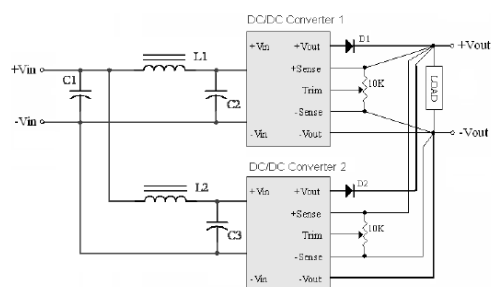 DC/DC Converter 1
+Vin
+Vout
D1
+Vout
L1
+Sense
+Vin
C1
C2
Trim
10K
LOAD
-Sense
-Vin
-Vin
-Vout
-Vout
DC/DC Converter 2
L2
+Vin
+Vout
D2
+Sense
C3
Trim
10K
-Sense
-Vin
-Vout